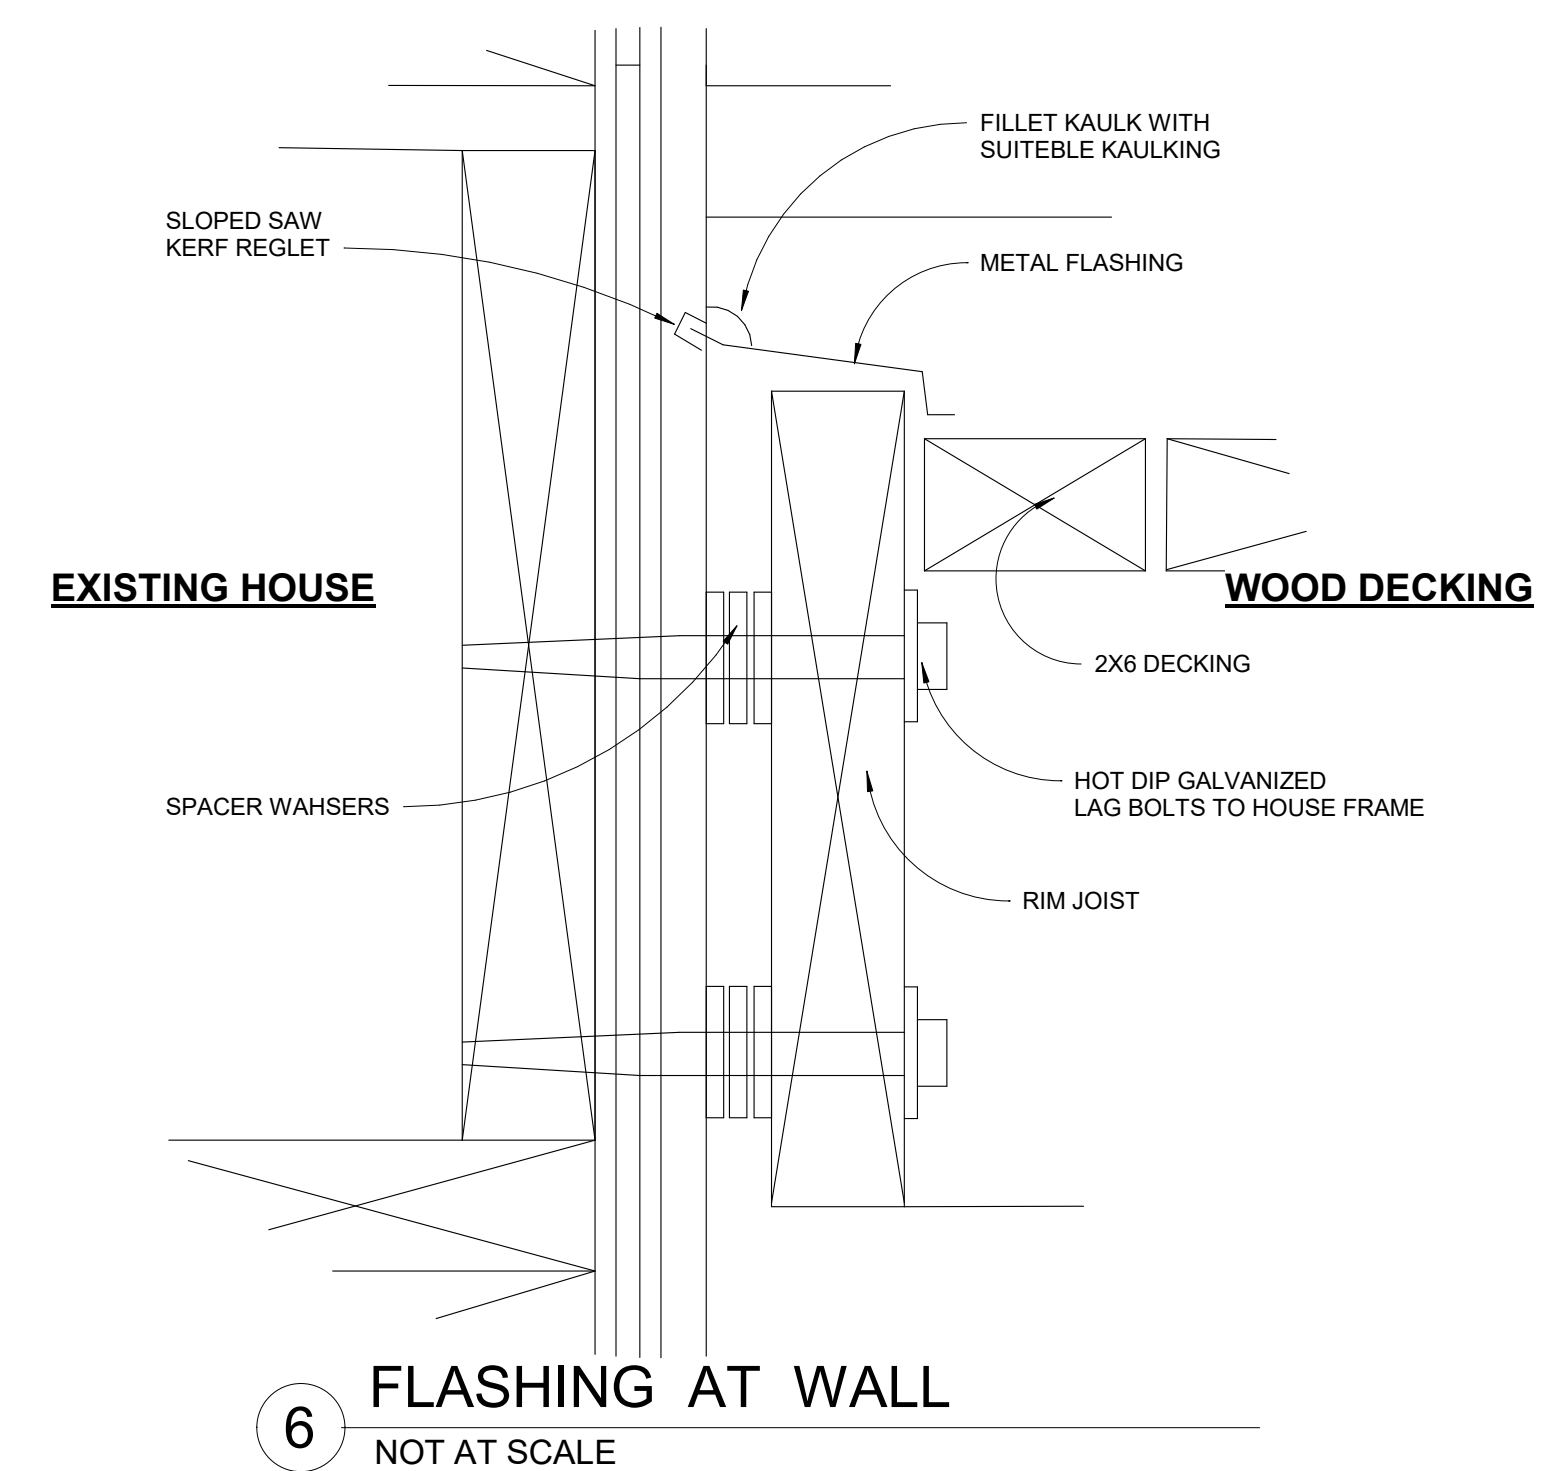 FILLET KAULK WITH
SUITEBLE KAULKING
SLOPED SAW
KERF REGLET
METAL FLASHING
EXISTING HOUSE
WOOD DECKING
2X6 DECKING
HOT DIP GALVANIZED
LAG BOLTS TO HOUSE FRAME
SPACER WAHSERS
RIM JOIST
FLASHING AT WALL
6
NOT AT SCALE